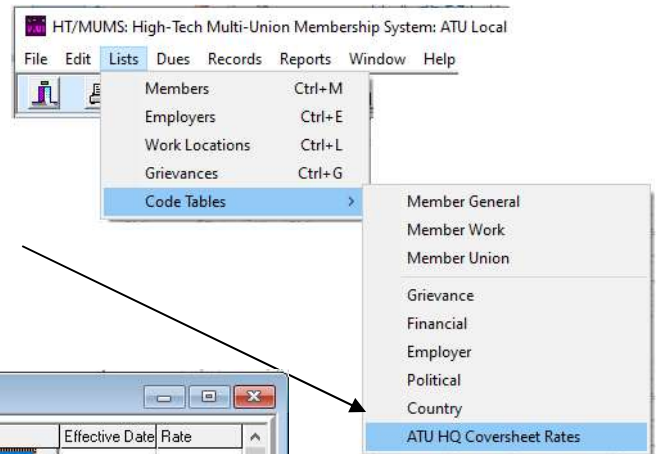 HT/MUMS: High-Tech Multi-Union Membership System: ATU Local
File Edit Lists Dues Records Reports Window Help
Members Ctrl+M
Employers Ctrl+E
Work Locations Ctrl+L
Grievances Ctrl+G
Code Tables >
Member General
Member Work
Member Union
Grievance
Financial
Employer
Political
Country
ATU HQ Coversheet Rates
Effective Date Rate